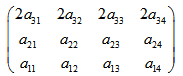 2a₃₁ 2a₃₂ 2a₃₃ 2a₃₄
a₂₁ a₂₂ a₂₃ a₂₄
a₁₁ a₁₂ a₁₃ a₁₄